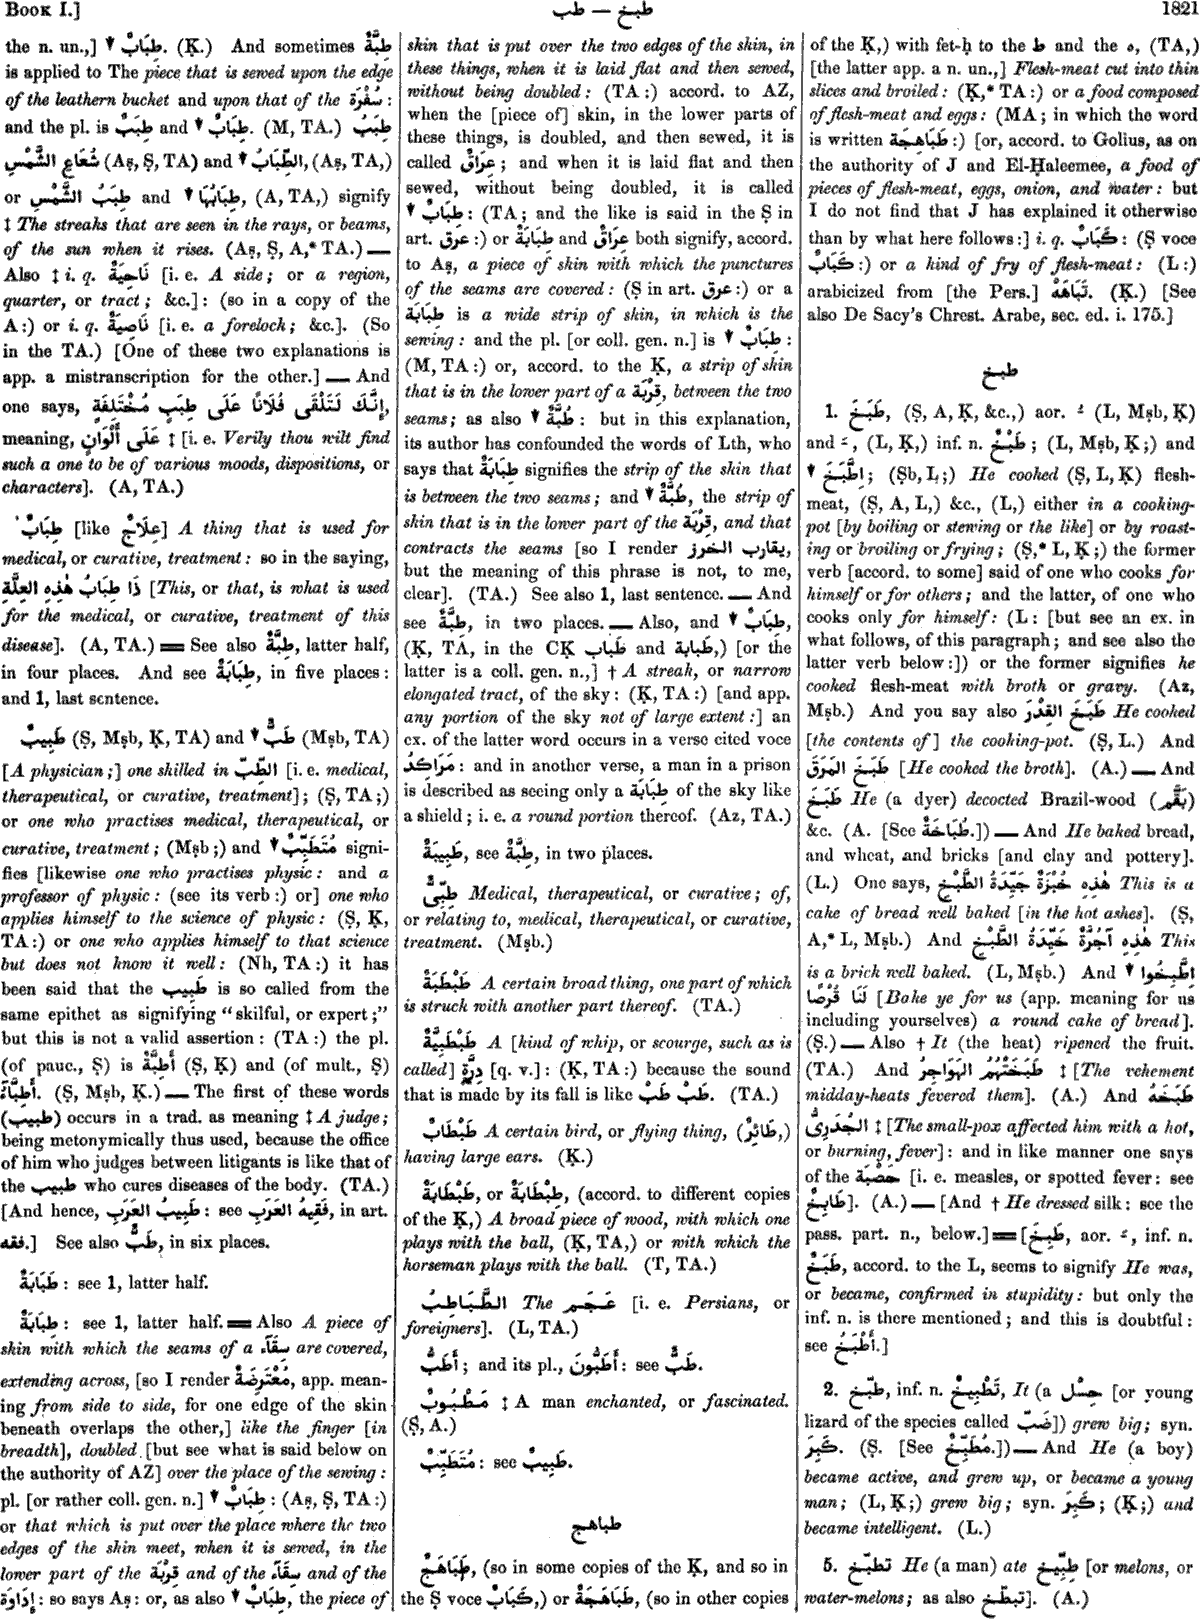 BOOK I.] طب — طبخ 1821
the n. un.,] ↓ طِبَابٌ. (Ḳ.) And sometimes طِبَّةٌ
is applied to The piece that is sewed upon the edge
of the leathern bucket and upon that of the سُفْرَة:
and the pl. is طِبَبٌ and ↓ طِبَابٌ. (M, TA.) طِبَبُ
شُعَاعِ الشَّمْسِ (Aṣ, Ṣ, TA) and ↓ الطِّبَابُ, (Aṣ, TA,)
or طِبَبُ الشَّمْسِ and ↓ طِبَابُهَا, (A, TA,) signify
‡ The streaks that are seen in the rays, or beams,
of the sun when it rises. (Aṣ, Ṣ, A,* TA.) —
Also ‡ i. q. نَاحِيَةٌ [i. e. A side; or a region,
quarter, or tract; &c.]: (so in a copy of the
A:) or i. q. نَاصِيَةٌ [i. e. a forelock; &c.]. (So
in the TA.) [One of these two explanations is
app. a mistranscription for the other.] — And
one says, إِنَّكَ لَتَلْقَى فُلَانًا عَلَى طِبَبٍ مُخْتَلِفَةٍ,
meaning, عَلَى أَلْوَانٍ ‡ [i. e. Verily thou wilt find
such a one to be of various moods, dispositions, or
characters]. (A, TA.)
طِبَابٌ [like عِلَاجٌ] A thing that is used for
medical, or curative, treatment: so in the saying,
ذَا طِبَابُ هٰذِهِ العِلَّةِ [This, or that, is what is used
for the medical, or curative, treatment of this
disease]. (A, TA.) ═ See also طِبَّةٌ, latter half,
in four places. And see طِبَابَةٌ, in five places:
and 1, last sentence.
طَبِيبٌ (Ṣ, Mṣb, Ḳ, TA) and ↓ طَبٌّ (Mṣb, TA)
[A physician;] one skilled in الطِّبّ [i. e. medical,
therapeutical, or curative, treatment]; (Ṣ, TA;)
or one who practises medical, therapeutical, or
curative, treatment; (Mṣb;) and ↓ مُتَطَبِّبٌ signi-
fies [likewise one who practises physic: and a
professor of physic: (see its verb:) or] one who
applies himself to the science of physic: (Ṣ, Ḳ,
TA:) or one who applies himself to that science
but does not know it well: (Nh, TA:) it has
been said that the طَبِيب is so called from the
same epithet as signifying "skilful, or expert;"
but this is not a valid assertion: (TA:) the pl.
(of pauc., Ṣ) is أَطِبَّةٌ (Ṣ, Ḳ) and (of mult., Ṣ)
أَطِبَّآءُ. (Ṣ, Mṣb, Ḳ.) — The first of these words
(طبيب) occurs in a trad. as meaning ‡ A judge;
being metonymically thus used, because the office
of him who judges between litigants is like that of
the طبيب who cures diseases of the body. (TA.)
[And hence, طَبِيبُ العَرَبِ: see فَقِيهُ العَرَبِ, in art.
فقه.] See also طَبٌّ, in six places.
طَبَابَةٌ: see 1, latter half.
طِبَابَةٌ: see 1, latter half. ═ Also A piece of
skin with which the seams of a سِقَآء are covered,
extending across, [so I render مُعْتَرِضَةٌ, app. mean-
ing from side to side, for one edge of the skin
beneath overlaps the other,] like the finger [in
breadth], doubled [but see what is said below on
the authority of AZ] over the place of the sewing:
pl. [or rather coll. gen. n.] ↓ طِبَابٌ: (Aṣ, Ṣ, TA:)
or that which is put over the place where the two
edges of the skin meet, when it is sewed, in the
lower part of the قِرْبَة and of the سِقَآء and of the
إِدَاوَة: so says Aṣ: or, as also ↓ طِبَابٌ, the piece of
skin that is put over the two edges of the skin, in
these things, when it is laid flat and then sewed,
without being doubled: (TA:) accord. to AZ,
when the [piece of] skin, in the lower parts of
these things, is doubled, and then sewed, it is
called عِرَاقٌ; and when it is laid flat and then
sewed, without being doubled, it is called
↓ طِبَابٌ: (TA; and the like is said in the Ṣ in
art. عرق:) or طِبَابَةٌ and عِرَاقٌ both signify, accord.
to Aṣ, a piece of skin with which the punctures
of the seams are covered: (Ṣ in art. عرق:) or a
طِبَابَةٌ is a wide strip of skin, in which is the
sewing: and the pl. [or coll. gen. n.] is ↓ طِبَابٌ:
(M, TA:) or, accord. to the Ḳ, a strip of skin
that is in the lower part of a قِرْبَة, between the two
seams; as also ↓ طُبَّةٌ: but in this explanation,
its author has confounded the words of Lth, who
says that طِبَابَةٌ signifies the strip of the skin that
is between the two seams; and ↓ طُبَّةٌ, the strip of
skin that is in the lower part of the قِرْبَة, and that
contracts the seams [so I render يقارب الخرز,
but the meaning of this phrase is not, to me,
clear]. (TA.) See also 1, last sentence. — And
see طِبَّةٌ, in two places. — Also, and ↓ طِبَابٌ,
(Ḳ, TA, in the CḲ طَباب and طَبابة,) [or the
latter is a coll. gen. n.,] † A streak, or narrow
elongated tract, of the sky: (Ḳ, TA:) [and app.
any portion of the sky not of large extent:] an
ex. of the latter word occurs in a verse cited voce
مَرَاكِدُ: and in another verse, a man in a prison
is described as seeing only a طِبَابَة of the sky like
a shield; i. e. a round portion thereof. (Az, TA.)
طَبِيبَةٌ, see طِبَّةٌ, in two places.
طِبِّىٌّ Medical, therapeutical, or curative; of,
or relating to, medical, therapeutical, or curative,
treatment. (Mṣb.)
طَبْطَبَةٌ A certain broad thing, one part of which
is struck with another part thereof. (TA.)
طَبْطَبِيَّةٌ A [kind of whip, or scourge, such as is
called] دِرَّة [q. v.]: (Ḳ, TA:) because the sound
that is made by its fall is like طَبْ طَبْ. (TA.)
طَبْطَابٌ A certain bird, or flying thing, (طَائِرٌ,)
having large ears. (Ḳ.)
طَبْطَابَةٌ, or طِبْطَابَةٌ, (accord. to different copies
of the Ḳ,) A broad piece of wood, with which one
plays with the ball, (Ḳ, TA,) or with which the
horseman plays with the ball. (T, TA.)
الطَّبَاطِبُ The عَجَم [i. e. Persians, or
foreigners]. (L, TA.)
أَطَبُّ; and its pl., أَطَبُّونَ: see طَبٌّ.
مَطْبُوبٌ ‡ A man enchanted, or fascinated.
(Ṣ, A.)
مُتَطَبِّبٌ: see طَبِيبٌ.
طباهج
طَبَاهَجٌ, (so in some copies of the Ḳ, and so in
the Ṣ voce كَبَابٌ,) or طَبَاهَجَةٌ, (so in other copies
of the Ḳ,) with fet-ḥ to the ط and the ه, (TA,)
[the latter app. a n. un.,] Flesh-meat cut into thin
slices and broiled: (Ḳ,* TA:) or a food composed
of flesh-meat and eggs: (MA; in which the word
is written طَبَاهِجَة:) [or, accord. to Golius, as on
the authority of J and El-Ḥaleemee, a food of
pieces of flesh-meat, eggs, onion, and water: but
I do not find that J has explained it otherwise
than by what here follows:] i. q. كَبَابٌ: (Ṣ voce
كَبَابٌ:) or a kind of fry of flesh-meat: (L:)
arabicized from [the Pers.] تَبَاهَهْ. (Ḳ.) [See
also De Sacy's Chrest. Arabe, sec. ed. i. 175.]
طبخ
1. طَبَخَ, (Ṣ, A, Ḳ, &c.,) aor. ـُ (L, Mṣb, Ḳ)
and ـَ, (L, Ḳ,) inf. n. طَبْخٌ; (L, Mṣb, Ḳ;) and
↓ اِطَّبَخَ; (Sb, L;) He cooked (Ṣ, L, Ḳ) flesh-
meat, (Ṣ, A, L,) &c., (L,) either in a cooking-
pot [by boiling or stewing or the like] or by roast-
ing or broiling or frying; (Ṣ,* L, Ḳ;) the former
verb [accord. to some] said of one who cooks for
himself or for others; and the latter, of one who
cooks only for himself: (L: [but see an ex. in
what follows, of this paragraph; and see also the
latter verb below:]) or the former signifies he
cooked flesh-meat with broth or gravy. (Az,
Mṣb.) And you say also طَبَخَ القِدْرَ He cooked
[the contents of] the cooking-pot. (Ṣ, L.) And
طَبَخَ المَرَقَ [He cooked the broth]. (A.) — And
طَبَخَ He (a dyer) decocted Brazil-wood (بَقَّم)
&c. (A. [See طُبَاخَةٌ.]) — And He baked bread,
and wheat, and bricks [and clay and pottery].
(L.) One says, هٰذِهِ خُبْزَةٌ جَيِّدَةُ الطَّبْخِ This is a
cake of bread well baked [in the hot ashes]. (Ṣ,
A,* L, Mṣb.) And هٰذِهِ آجُرَّةٌ جَيِّدَةُ الطَّبْخِ This
is a brick well baked. (L, Mṣb.) And ↓ اِطَّبِخُوا
لَنَا قُرْصًا [Bake ye for us (app. meaning for us
including yourselves) a round cake of bread].
(Ṣ.) — Also † It (the heat) ripened the fruit.
(TA.) And طَبَخَتْهُمُ الهَوَاجِرُ ‡ [The vehement
midday-heats fevered them]. (A.) And طَبَخَهُ
الجُدَرِىُّ ‡ [The small-pox affected him with a hot,
or burning, fever]: and in like manner one says
of the حَصْبَة [i. e. measles, or spotted fever: see
طَابِخٌ]. (A.) — [And † He dressed silk: see the
pass. part. n., below.] ═ [طَبِخَ, aor. ـَ, inf. n.
طَبَخٌ, accord. to the L, seems to signify He was,
or became, confirmed in stupidity: but only the
inf. n. is there mentioned; and this is doubtful:
see أَطْبَخُ.]
2. طبّخ, inf. n. تَطْبِيخٌ, It (a حِسْل [or young
lizard of the species called ضَبّ]) grew big; syn.
كَبِرَ. (Ṣ. [See مُطَبِّخٌ.]) — And He (a boy)
became active, and grew up, or became a young
man; (L, Ḳ;) grew big; syn. كَبِرَ; (Ḳ;) and
became intelligent. (L.)
5. تطبّخ He (a man) ate طِبِّيخ [or melons, or
water-melons; as also تبطّخ]. (A.)